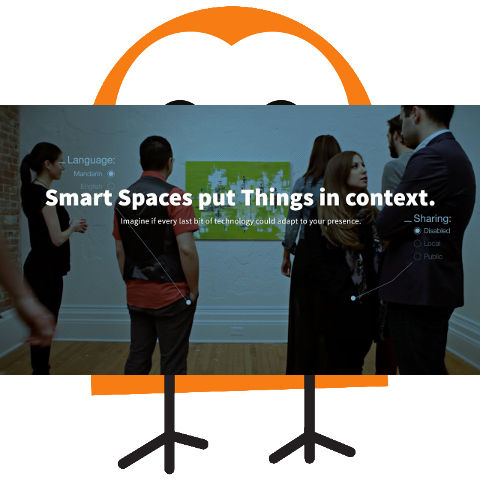 Language:
Mandarin
English
Smart Spaces put Things in context.
Imagine if every last bit of technology could adapt to your presence.
Sharing:
Disabled
Local
Public